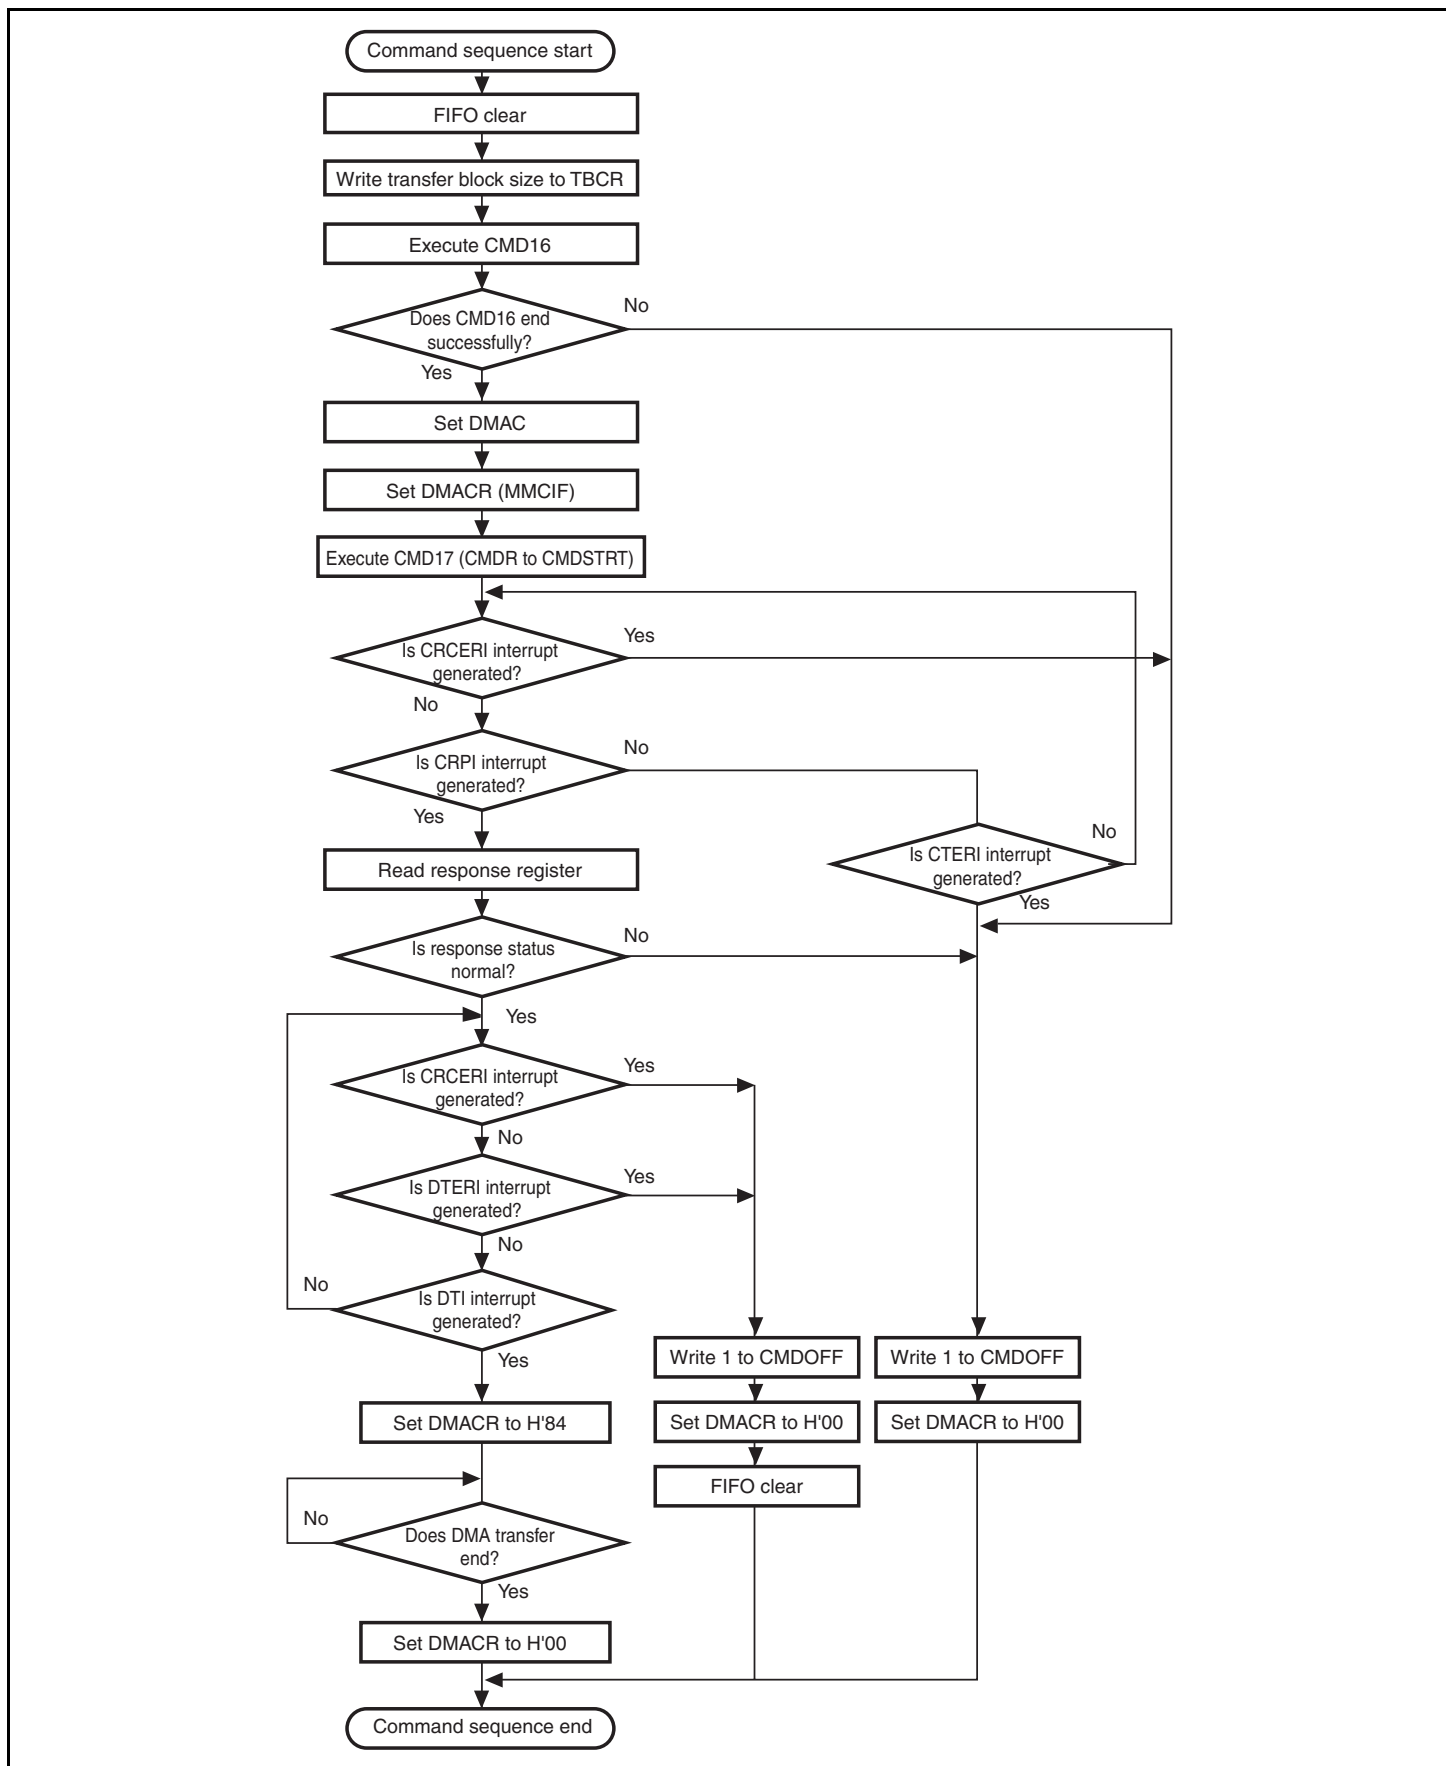 Command sequence start
FIFO clear
Write transfer block size to TBCR
Execute CMD16
Does CMD16 end
successfully?
No
Yes
Set DMAC
Set DMACR (MMCIF)
Execute CMD17 (CMDR to CMDSTRT)
Is CRCERI interrupt
generated?
Yes
No
Is CRPI interrupt
generated?
No
Yes
Is CTERI interrupt
generated?
No
Yes
Read response register
Is response status
normal?
No
Yes
Is CRCERI interrupt
generated?
Yes
No
Is DTERI interrupt
generated?
Yes
No
Is DTI interrupt
generated?
No
Yes
Write 1 to CMDOFF
Write 1 to CMDOFF
Set DMACR to H'84
Set DMACR to H'00
Set DMACR to H'00
FIFO clear
Does DMA transfer
end?
No
Yes
Set DMACR to H'00
Command sequence end